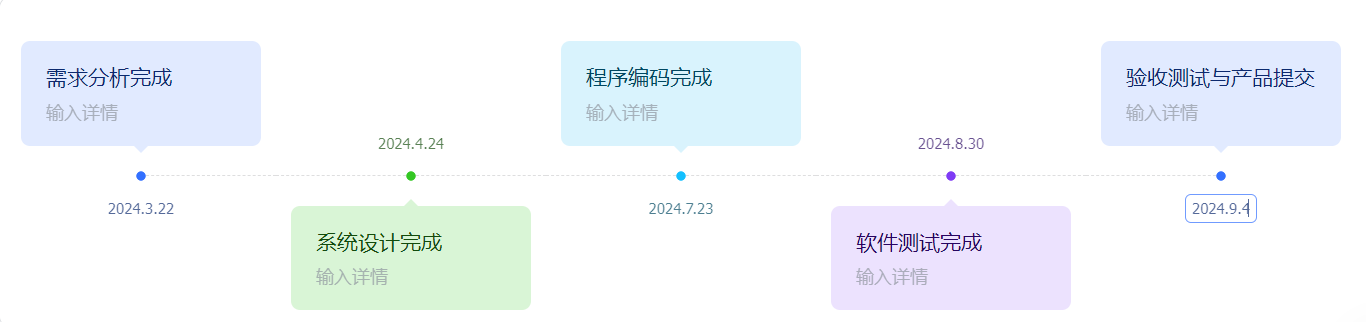 需求分析完成
输入详情
2024.3.22
2024.4.24
系统设计完成
输入详情
程序编码完成
输入详情
2024.7.23
2024.8.30
软件测试完成
输入详情
验收测试与产品提交
输入详情
2024.9.4